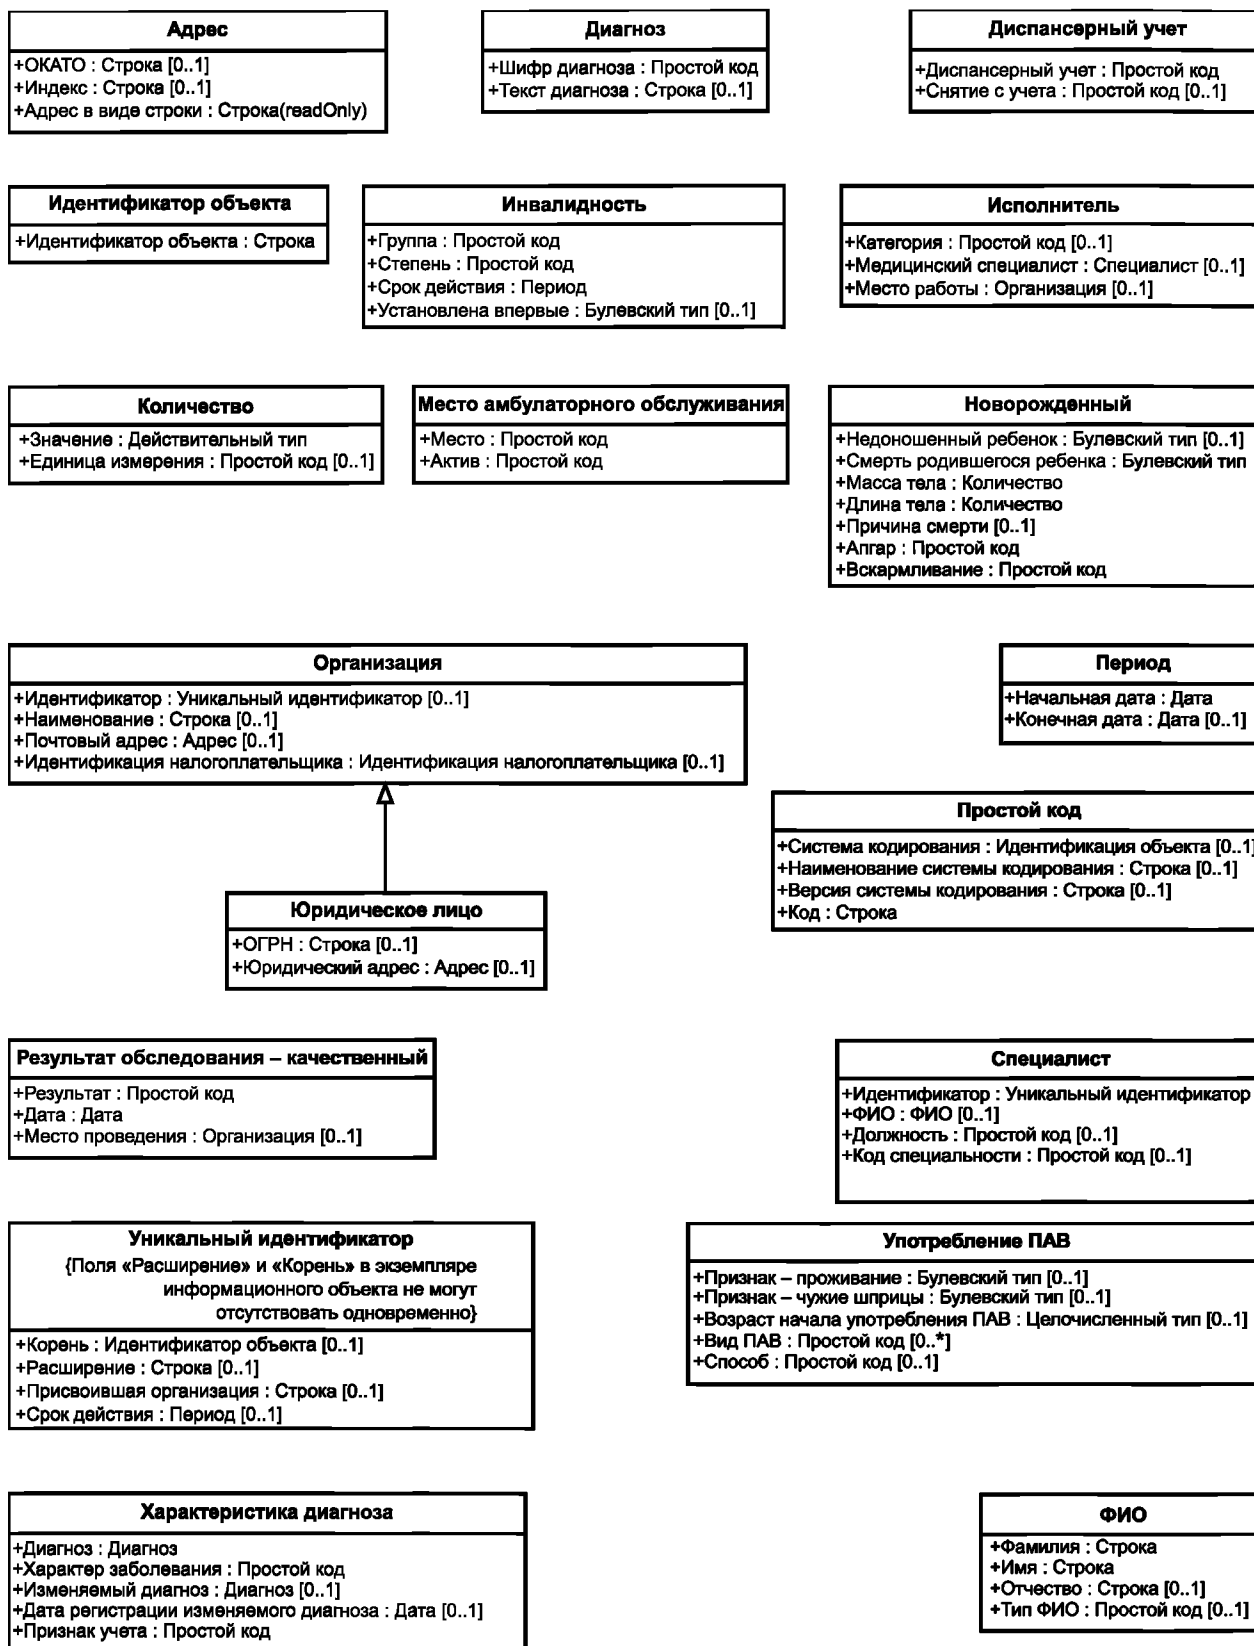 Адрес
+ОКАТО : Строка [0..1]
+Индекс : Строка [0..1]
+Адрес в виде строки : Строка(readOnly)
Диагноз
+Шифр диагноза : Простой код
+Текст диагноза : Строка [0..1]
Диспансерный учет
+Диспансерный учет : Простой код
+Снятие с учета : Простой код [0..1]
Идентификатор объекта
+Идентификатор объекта : Строка
Инвалидность
+Группа : Простой код
+Степень : Простой код
+Срок действия : Период
+Установлена впервые : Булевский тип [0..1]
Исполнитель
+Категория : Простой код [0..1]
+Медицинский специалист : Специалист [0..1]
+Место работы : Организация [0..1]
Количество
+Значение : Действительный тип
+Единица измерения : Простой код [0..1]
Место амбулаторного обслуживания
+Место : Простой код
+Актив : Простой код
Новорожденный
+Недоношенный ребенок : Булевский тип [0..1]
+Смерть родившегося ребенка : Булевский тип
+Масса тела : Количество
+Длина тела : Количество
+Причина смерти [0..1]
+Апгар : Простой код
+Вскармливание : Простой код
Организация
+Идентификатор : Уникальный идентификатор [0..1]
+Наименование : Строка [0..1]
+Почтовый адрес : Адрес [0..1]
+Идентификация налогоплательщика : Идентификация налогоплательщика [0..1]
Период
+Начальная дата : Дата
+Конечная дата : Дата [0..1]
Простой код
+Система кодирования : Идентификация объекта [0..1]
+Наименование системы кодирования : Строка [0..1]
+Версия системы кодирования : Строка [0..1]
+Код : Строка
Юридическое лицо
+ОГРН : Строка [0..1]
+Юридический адрес : Адрес [0..1]
Результат обследования – качественный
+Результат : Простой код
+Дата : Дата
+Место проведения : Организация [0..1]
Специалист
+Идентификатор : Уникальный идентификатор
+ФИО : ФИО [0..1]
+Должность : Простой код [0..1]
+Код специальности : Простой код [0..1]
Уникальный идентификатор
{Поля «Расширение» и «Корень» в экземпляре
информационного объекта не могут
отсутствовать одновременно}
+Корень : Идентификатор объекта [0..1]
+Расширение : Строка [0..1]
+Присвоившая организация : Строка [0..1]
+Срок действия : Период [0..1]
Употребление ПАВ
+Признак – проживание : Булевский тип [0..1]
+Признак – чужие шприцы : Булевский тип [0..1]
+Возраст начала употребления ПАВ : Целочисленный тип [0..1]
+Вид ПАВ : Простой код [0..*]
+Способ : Простой код [0..1]
Характеристика диагноза
+Диагноз : Диагноз
+Характер заболевания : Простой код
+Изменяемый диагноз : Диагноз [0..1]
+Дата регистрации изменяемого диагноза : Дата [0..1]
+Признак учета : Простой код
ФИО
+Фамилия : Строка
+Имя : Строка
+Отчество : Строка [0..1]
+Тип ФИО : Простой код [0..1]